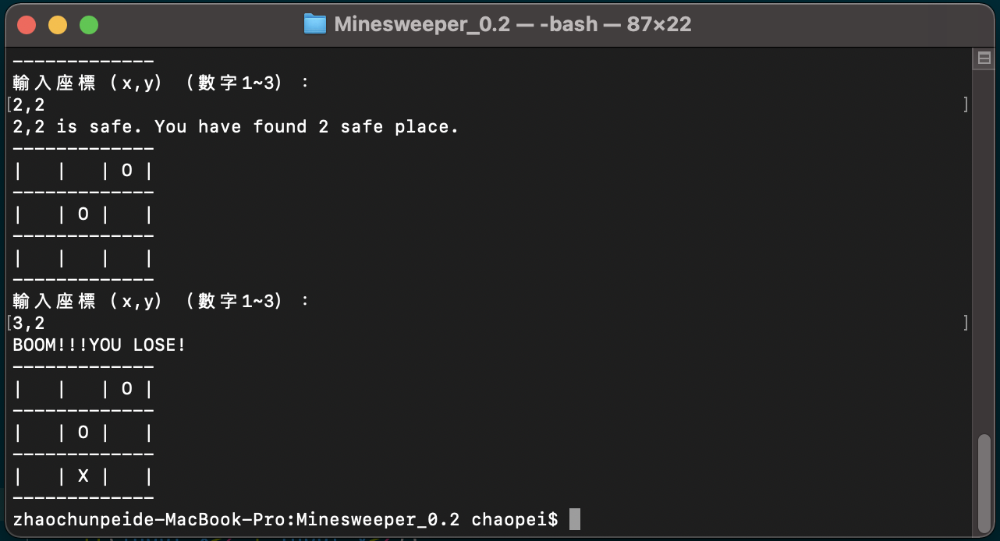 Minesweeper_0.2 — -bash — 87×22
-------------
輸入座標（x,y）（數字1~3）：
[2,2]
2,2 is safe. You have found 2 safe place.
-------------
|   |   | O |
-------------
|   | O |   |
-------------
|   |   |   |
-------------
輸入座標（x,y）（數字1~3）：
[3,2]
BOOM!!!YOU LOSE!
-------------
|   |   | O |
-------------
|   | O |   |
-------------
|   | X |   |
-------------
zhaochunpeide-MacBook-Pro:Minesweeper_0.2 chaopei$